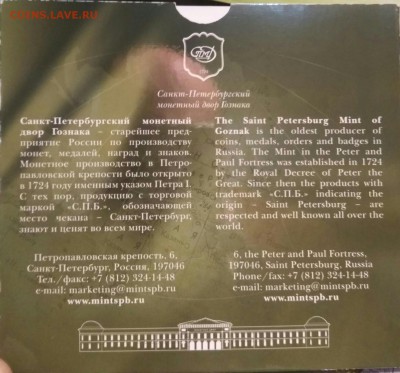 COINS.LAVE.RU
Санкт-Петербургский
монетный двор Гознака
Санкт-Петербургский монетный
двор Гознака – старейшее пред-
приятие России по производству
монет, медалей, наград и знаков.
Монетное производство в Петро-
павловской крепости было открыто
в 1724 году именным указом Петра I.
С тех пор, продукцию с торговой
маркой «С.П.Б.», обозначающей
место чекана – Санкт-Петербург,
знают и ценят во всем мире.
Петропавловская крепость, 6,
Санкт-Петербург, Россия, 197046
Тел./факс: +7 (812) 324-14-48
e-mail: marketing@mintspb.ru
www.mintspb.ru
The Saint Petersburg Mint of
Goznak is the oldest producer of
coins, medals, orders and badges in
Russia. The Mint in the Peter and
Paul Fortress was established in 1724
by the Royal Decree of Peter the
Great. Since then the products with
trademark «С.П.Б.» indicating the
origin – Saint Petersburg – are
respected and well known all over the
world.
6, the Peter and Paul Fortress,
197046, Saint Petersburg, Russia
Phone/fax: +7 (812) 324-14-48
e-mail: marketing@mintspb.ru
www.mintspb.ru